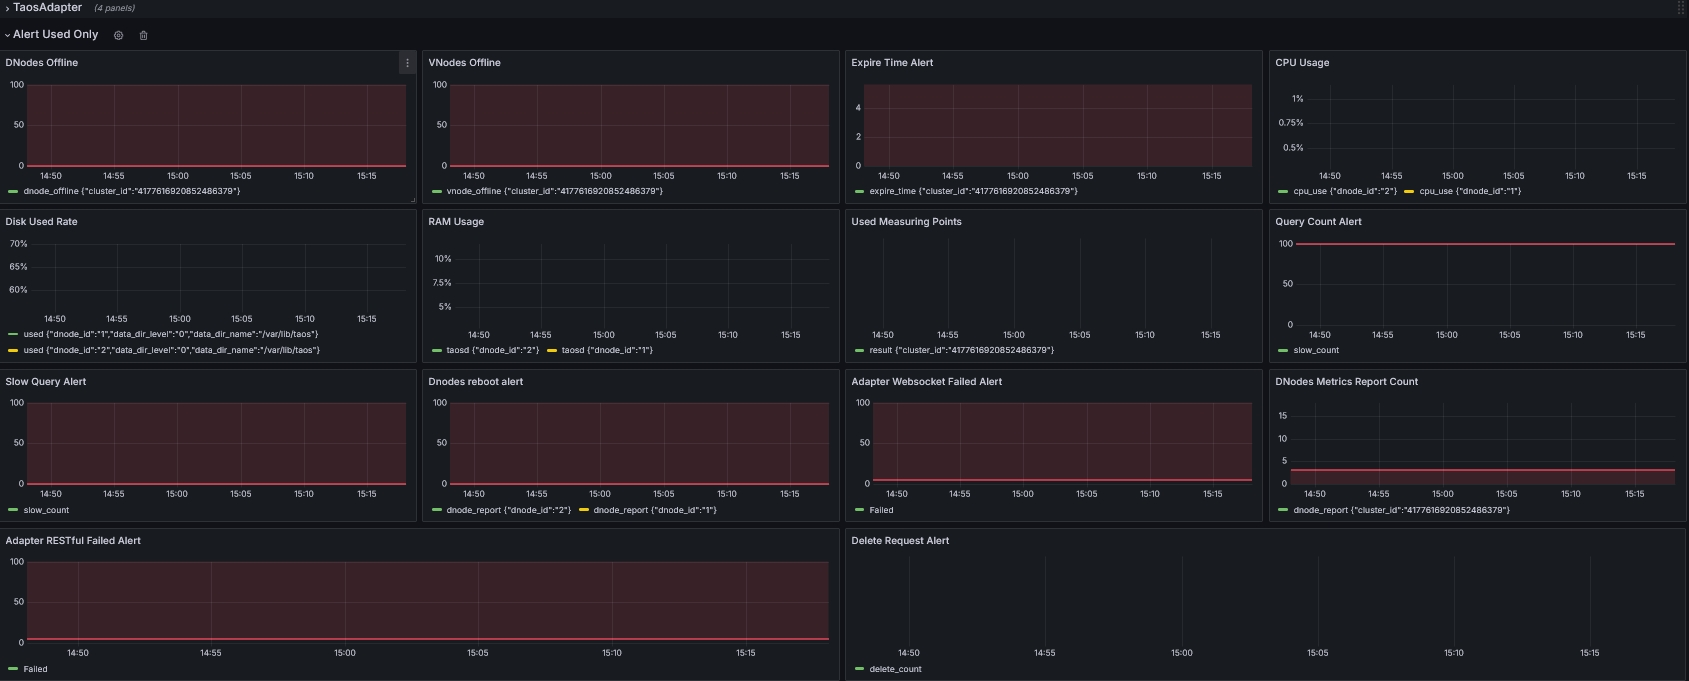 TaosAdapter (4 panels)
Alert Used Only
DNodes Offline
100
50
0
14:50 14:55 15:00 15:05 15:10 15:15
dnode_offline {"cluster_id":"4177616920852486379"}
VNodes Offline
100
50
0
14:50 14:55 15:00 15:05 15:10 15:15
vnode_offline {"cluster_id":"4177616920852486379"}
Expire Time Alert
4
2
0
14:50 14:55 15:00 15:05 15:10 15:15
expire_time {"cluster_id":"4177616920852486379"}
CPU Usage
1%
0.75%
0.5%
14:50 14:55 15:00 15:05 15:10 15:15
cpu_use {"dnode_id":"2"} cpu_use {"dnode_id":"1"}
Disk Used Rate
70%
65%
60%
14:50 14:55 15:00 15:05 15:10 15:15
used {"dnode_id":"1","data_dir_level":"0","data_dir_name":"/var/lib/taos"}
used {"dnode_id":"2","data_dir_level":"0","data_dir_name":"/var/lib/taos"}
RAM Usage
10%
7.5%
5%
14:50 14:55 15:00 15:05 15:10 15:15
taosd {"dnode_id":"2"} taosd {"dnode_id":"1"}
Used Measuring Points
14:50 14:55 15:00 15:05 15:10 15:15
result {"cluster_id":"4177616920852486379"}
Query Count Alert
100
50
0
14:50 14:55 15:00 15:05 15:10 15:15
slow_count
Slow Query Alert
100
50
0
14:50 14:55 15:00 15:05 15:10 15:15
slow_count
Dnodes reboot alert
100
50
0
14:50 14:55 15:00 15:05 15:10 15:15
dnode_report {"dnode_id":"2"} dnode_report {"dnode_id":"1"}
Adapter Websocket Failed Alert
100
50
0
14:50 14:55 15:00 15:05 15:10 15:15
Failed
DNodes Metrics Report Count
15
10
5
0
14:50 14:55 15:00 15:05 15:10 15:15
dnode_report {"cluster_id":"4177616920852486379"}
Adapter RESTful Failed Alert
100
50
0
14:50 14:55 15:00 15:05 15:10 15:15
Failed
Delete Request Alert
14:50 14:55 15:00 15:05 15:10 15:15
delete_count